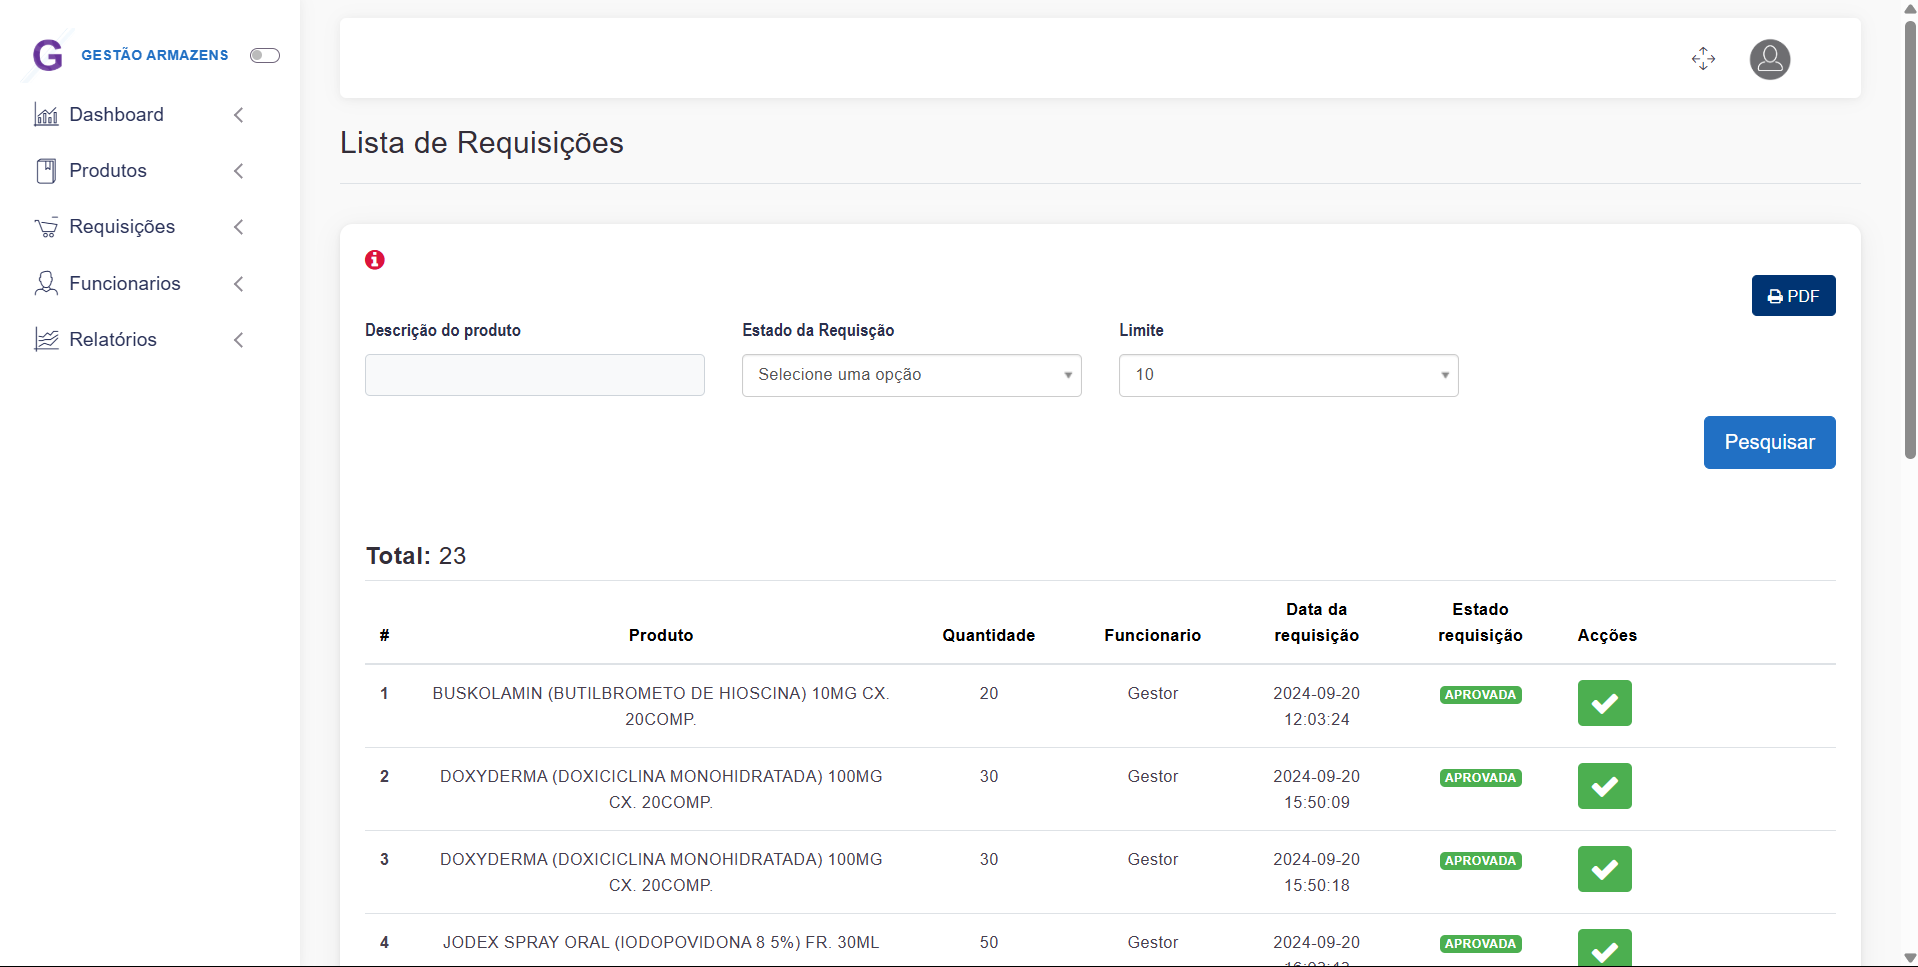 G GESTÃO ARMAZENS
Dashboard
Produtos
Requisições
Funcionarios
Relatórios
Lista de Requisições
PDF
Descrição do produto
Estado da Requisção
Limite
Selecione uma opção
10
Pesquisar
Total: 23
# Produto Quantidade Funcionario Data da requisição Estado requisição Acções
1 BUSKOLAMIN (BUTILBROMETO DE HIOSCINA) 10MG CX. 20 Gestor 2024-09-20 APROVADA
20COMP. 12:03:24
2 DOXYDERMA (DOXICICLINA MONOHIDRATADA) 100MG 30 Gestor 2024-09-20 APROVADA
CX. 20COMP. 15:50:09
3 DOXYDERMA (DOXICICLINA MONOHIDRATADA) 100MG 30 Gestor 2024-09-20 APROVADA
CX. 20COMP. 15:50:18
4 JODEX SPRAY ORAL (IODOPOVIDONA 8 5%) FR. 30ML 50 Gestor 2024-09-20 APROVADA